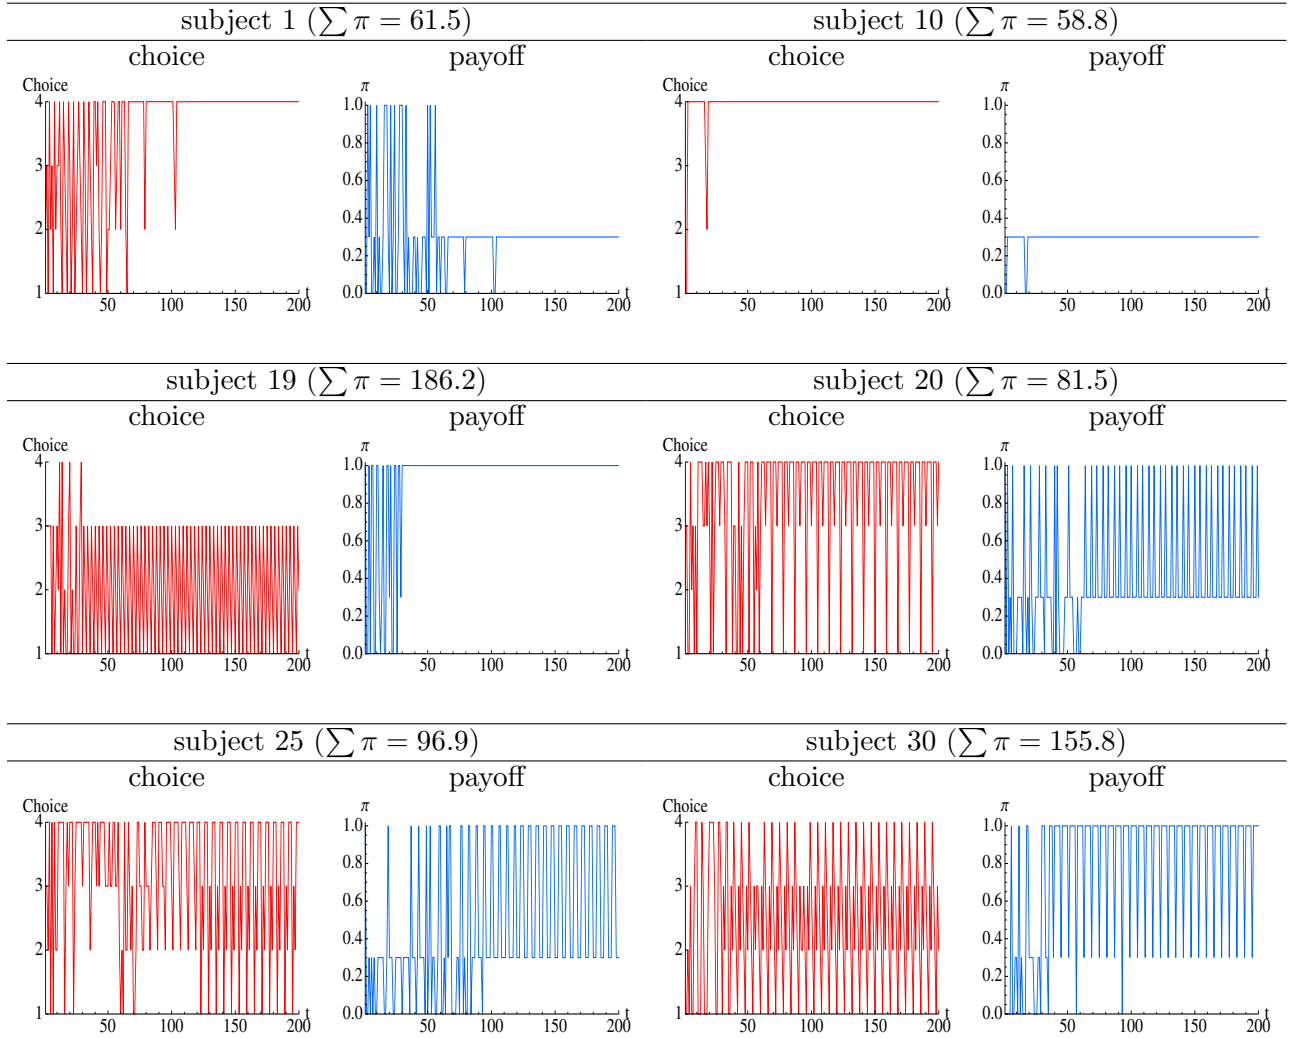 subject 1 (∑ π = 61.5) subject 10 (∑ π = 58.8)
choice payoff choice payoff
Choice π Choice π
4 1.0 4 1.0
0.8 0.8
3 3
0.6 0.6
0.4 0.4
2 2
0.2 0.2
1 0.0 t 1 0.0 t
50 100 150 200 50 100 150 200 50 100 150 200 50 100 150 200
subject 19 (∑ π = 186.2) subject 20 (∑ π = 81.5)
choice payoff choice payoff
Choice π Choice π
4 1.0 4 1.0
0.8 0.8
3 3
0.6 0.6
0.4 0.4
2 2
0.2 0.2
1 t 0.0 t 1 t 0.0 t
50 100 150 200 50 100 150 200 50 100 150 200 50 100 150 200
subject 25 (∑ π = 96.9) subject 30 (∑ π = 155.8)
choice payoff choice payoff
Choice π Choice π
4 1.0 4 1.0
0.8 0.8
3 3
0.6 0.6
0.4 0.4
2 2
0.2 0.2
1 t 0.0 t 1 t 0.0 t
50 100 150 200 50 100 150 200 50 100 150 200 50 100 150 200